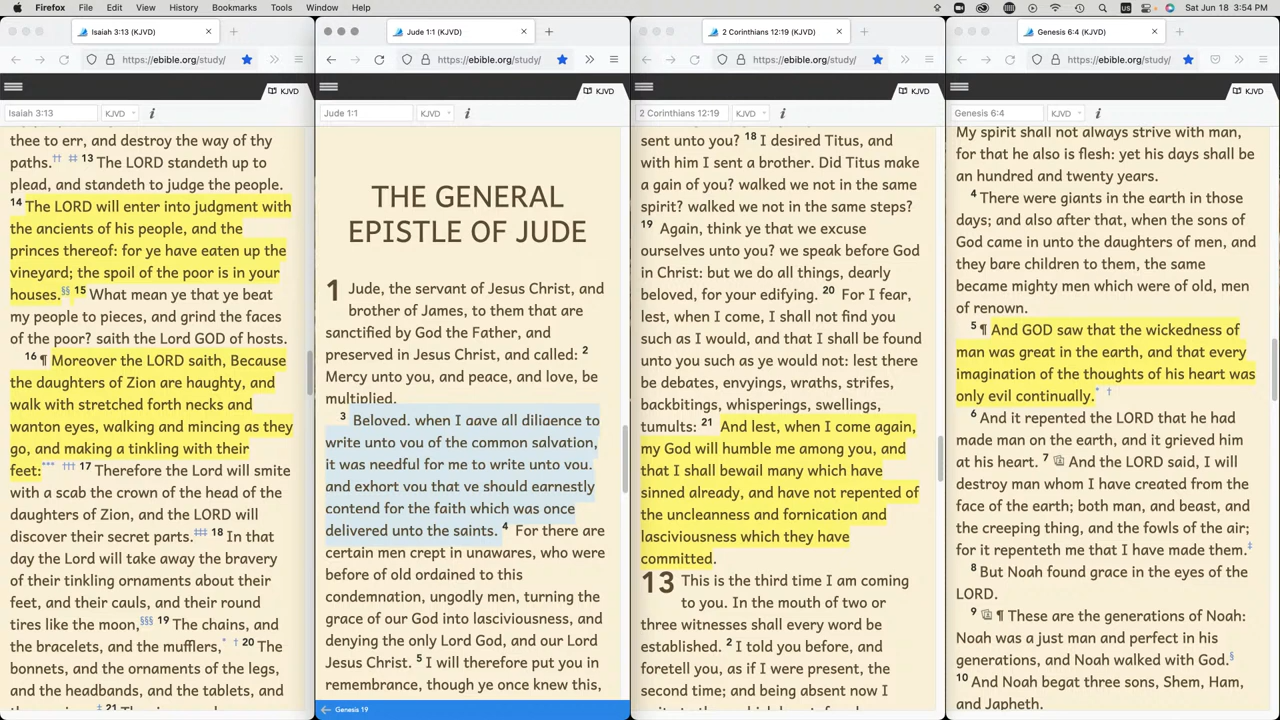 Firefox File Edit View History Bookmarks Tools Window Help
US
Sat Jun 18 3:54 PM
Isaiah 3:13 (KJVD) × +
https://ebible.org/study/
KJVD
Isaiah 3:13 KJVD i
thee to err, and destroy the way of thy
paths.†† ‡‡ 13 The LORD standeth up to
plead, and standeth to judge the people.
14 The LORD will enter into judgment with
the ancients of his people, and the
princes thereof: for ye have eaten up the
vineyard; the spoil of the poor is in your
houses.§§ 15 What mean ye that ye beat
my people to pieces, and grind the faces
of the poor? saith the Lord GOD of hosts.
16 ¶ Moreover the LORD saith, Because
the daughters of Zion are haughty, and
walk with stretched forth necks and
wanton eyes, walking and mincing as they
go, and making a tinkling with their
feet:*** ††† 17 Therefore the Lord will smite
with a scab the crown of the head of the
daughters of Zion, and the LORD will
discover their secret parts.‡‡‡ 18 In that
day the Lord will take away the bravery
of their tinkling ornaments about their
feet, and their cauls, and their round
tires like the moon,§§§ 19 The chains, and
the bracelets, and the mufflers,* † 20 The
bonnets, and the ornaments of the legs,
and the headbands, and the tablets, and
Jude 1:1 (KJVD) × +
https://ebible.org/study/
KJVD
Jude 1:1 KJVD i
THE GENERAL
EPISTLE OF JUDE
1 Jude, the servant of Jesus Christ, and
brother of James, to them that are
sanctified by God the Father, and
preserved in Jesus Christ, and called: 2
Mercy unto you, and peace, and love, be
multiplied.
3 Beloved, when I gave all diligence to
write unto you of the common salvation,
it was needful for me to write unto you,
and exhort you that ye should earnestly
contend for the faith which was once
delivered unto the saints. 4 For there are
certain men crept in unawares, who were
before of old ordained to this
condemnation, ungodly men, turning the
grace of our God into lasciviousness, and
denying the only Lord God, and our Lord
Jesus Christ. 5 I will therefore put you in
remembrance, though ye once knew this,
← Genesis 19
2 Corinthians 12:19 (KJVD) × +
https://ebible.org/study/
KJVD
2 Corinthians 12:19 KJVD i
sent unto you? 18 I desired Titus, and
with him I sent a brother. Did Titus make
a gain of you? walked we not in the same
spirit? walked we not in the same steps?
19 Again, think ye that we excuse
ourselves unto you? we speak before God
in Christ: but we do all things, dearly
beloved, for your edifying. 20 For I fear,
lest, when I come, I shall not find you
such as I would, and that I shall be found
unto you such as ye would not: lest there
be debates, envyings, wraths, strifes,
backbitings, whisperings, swellings,
tumults: 21 And lest, when I come again,
my God will humble me among you, and
that I shall bewail many which have
sinned already, and have not repented of
the uncleanness and fornication and
lasciviousness which they have
committed.
13 This is the third time I am coming
to you. In the mouth of two or
three witnesses shall every word be
established. 2 I told you before, and
foretell you, as if I were present, the
second time; and being absent now I
Genesis 6:4 (KJVD) × +
https://ebible.org/study/
KJVD
Genesis 6:4 KJVD i
My spirit shall not always strive with man,
for that he also is flesh: yet his days shall be
an hundred and twenty years.
4 There were giants in the earth in those
days; and also after that, when the sons of
God came in unto the daughters of men, and
they bare children to them, the same
became mighty men which were of old, men
of renown.
5 ¶ And GOD saw that the wickedness of
man was great in the earth, and that every
imagination of the thoughts of his heart was
only evil continually.* †
6 And it repented the LORD that he had
made man on the earth, and it grieved him
at his heart. 7 And the LORD said, I will
destroy man whom I have created from the
face of the earth; both man, and beast, and
the creeping thing, and the fowls of the air;
for it repenteth me that I have made them.‡
8 But Noah found grace in the eyes of the
LORD.
9 ¶ These are the generations of Noah:
Noah was a just man and perfect in his
generations, and Noah walked with God.§
10 And Noah begat three sons, Shem, Ham,
and Japheth.